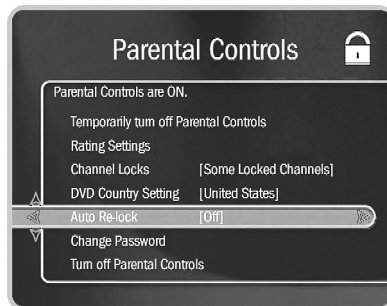 Parental Controls
Parental Controls are ON.
Temporarily turn off Parental Controls
Rating Settings
Channel Locks [Some Locked Channels]
DVD Country Setting [United States]
Auto Re-lock [Off]
Change Password
Turn off Parental Controls